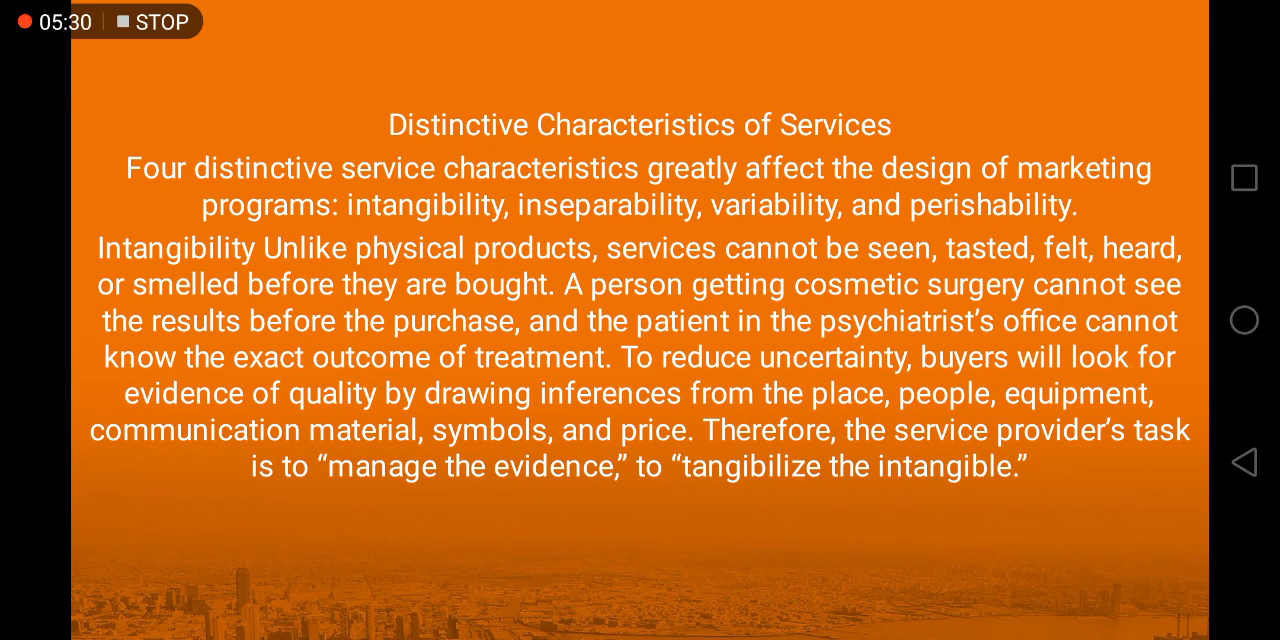 05:30
STOP
Distinctive Characteristics of Services
Four distinctive service characteristics greatly affect the design of marketing
programs: intangibility, inseparability, variability, and perishability.
Intangibility Unlike physical products, services cannot be seen, tasted, felt, heard,
or smelled before they are bought. A person getting cosmetic surgery cannot see
the results before the purchase, and the patient in the psychiatrist’s office cannot
know the exact outcome of treatment. To reduce uncertainty, buyers will look for
evidence of quality by drawing inferences from the place, people, equipment,
communication material, symbols, and price. Therefore, the service provider’s task
is to “manage the evidence,” to “tangibilize the intangible.”